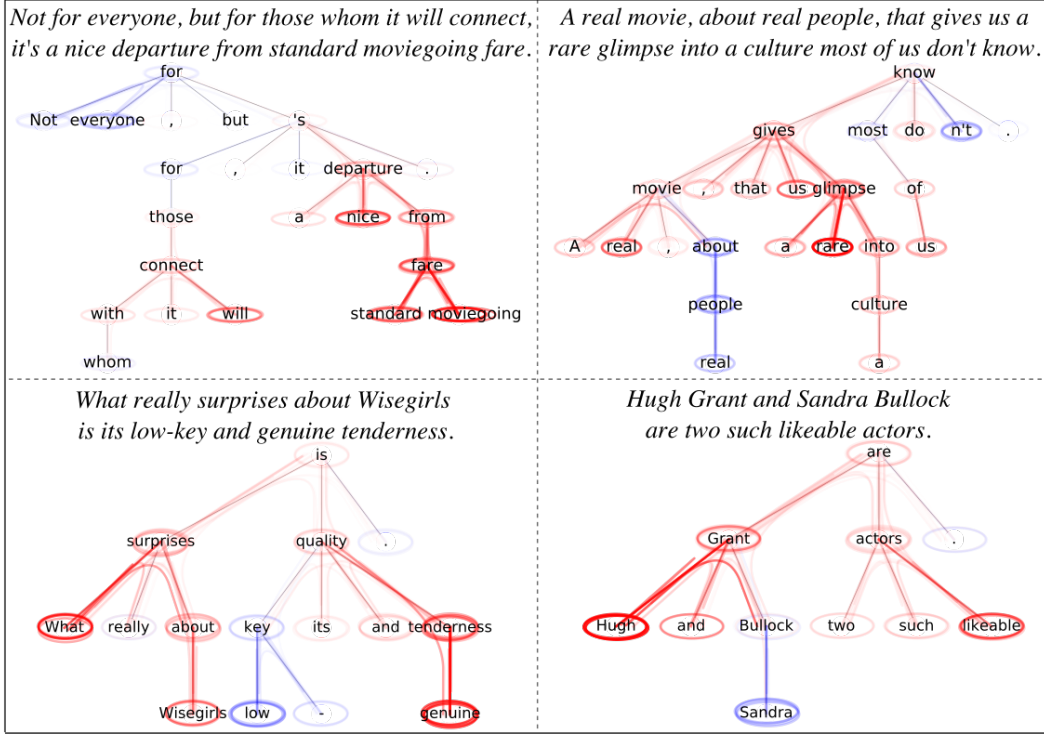 Not for everyone, but for those whom it will connect,
it's a nice departure from standard moviegoing fare.
for
Not everyone , but 's
for , it departure .
those a nice from
connect fare
with it will standard moviegoing
whom
A real movie, about real people, that gives us a
rare glimpse into a culture most of us don't know.
know
gives most do n't .
movie , that us glimpse of
A real , about a rare into us
people culture
real a
What really surprises about Wisegirls
is its low-key and genuine tenderness.
is
surprises quality .
What really about key its and tenderness
Wisegirls low - genuine
Hugh Grant and Sandra Bullock
are two such likeable actors.
are
Grant actors .
Hugh and Bullock two such likeable
Sandra